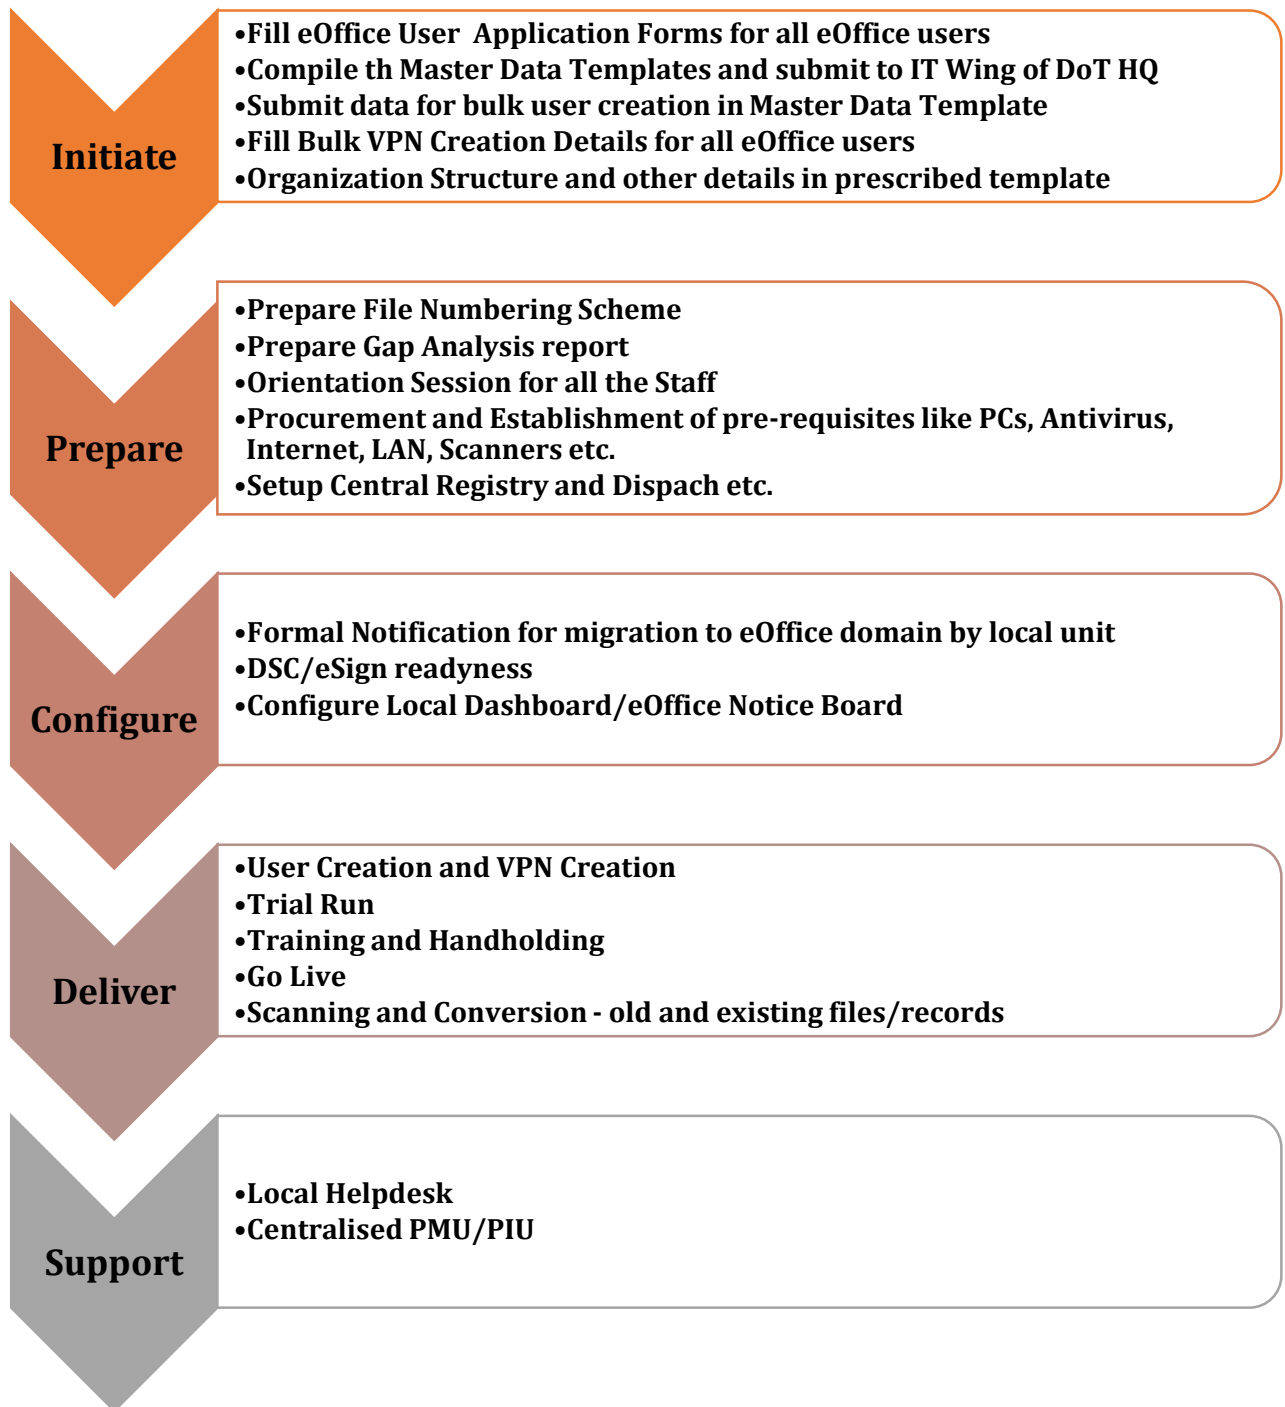 Initiate
•Fill eOffice User  Application Forms for all eOffice users
•Compile th Master Data Templates and submit to IT Wing of DoT HQ
•Submit data for bulk user creation in Master Data Template
•Fill Bulk VPN Creation Details for all eOffice users
•Organization Structure and other details in prescribed template
Prepare
•Prepare File Numbering Scheme
•Prepare Gap Analysis report
•Orientation Session for all the Staff
•Procurement and Establishment of pre-requisites like PCs, Antivirus,
Internet, LAN, Scanners etc.
•Setup Central Registry and Dispach etc.
Configure
•Formal Notification for migration to eOffice domain by local unit
•DSC/eSign readyness
•Configure Local Dashboard/eOffice Notice Board
Deliver
•User Creation and VPN Creation
•Trial Run
•Training and Handholding
•Go Live
•Scanning and Conversion - old and existing files/records
Support
•Local Helpdesk
•Centralised PMU/PIU